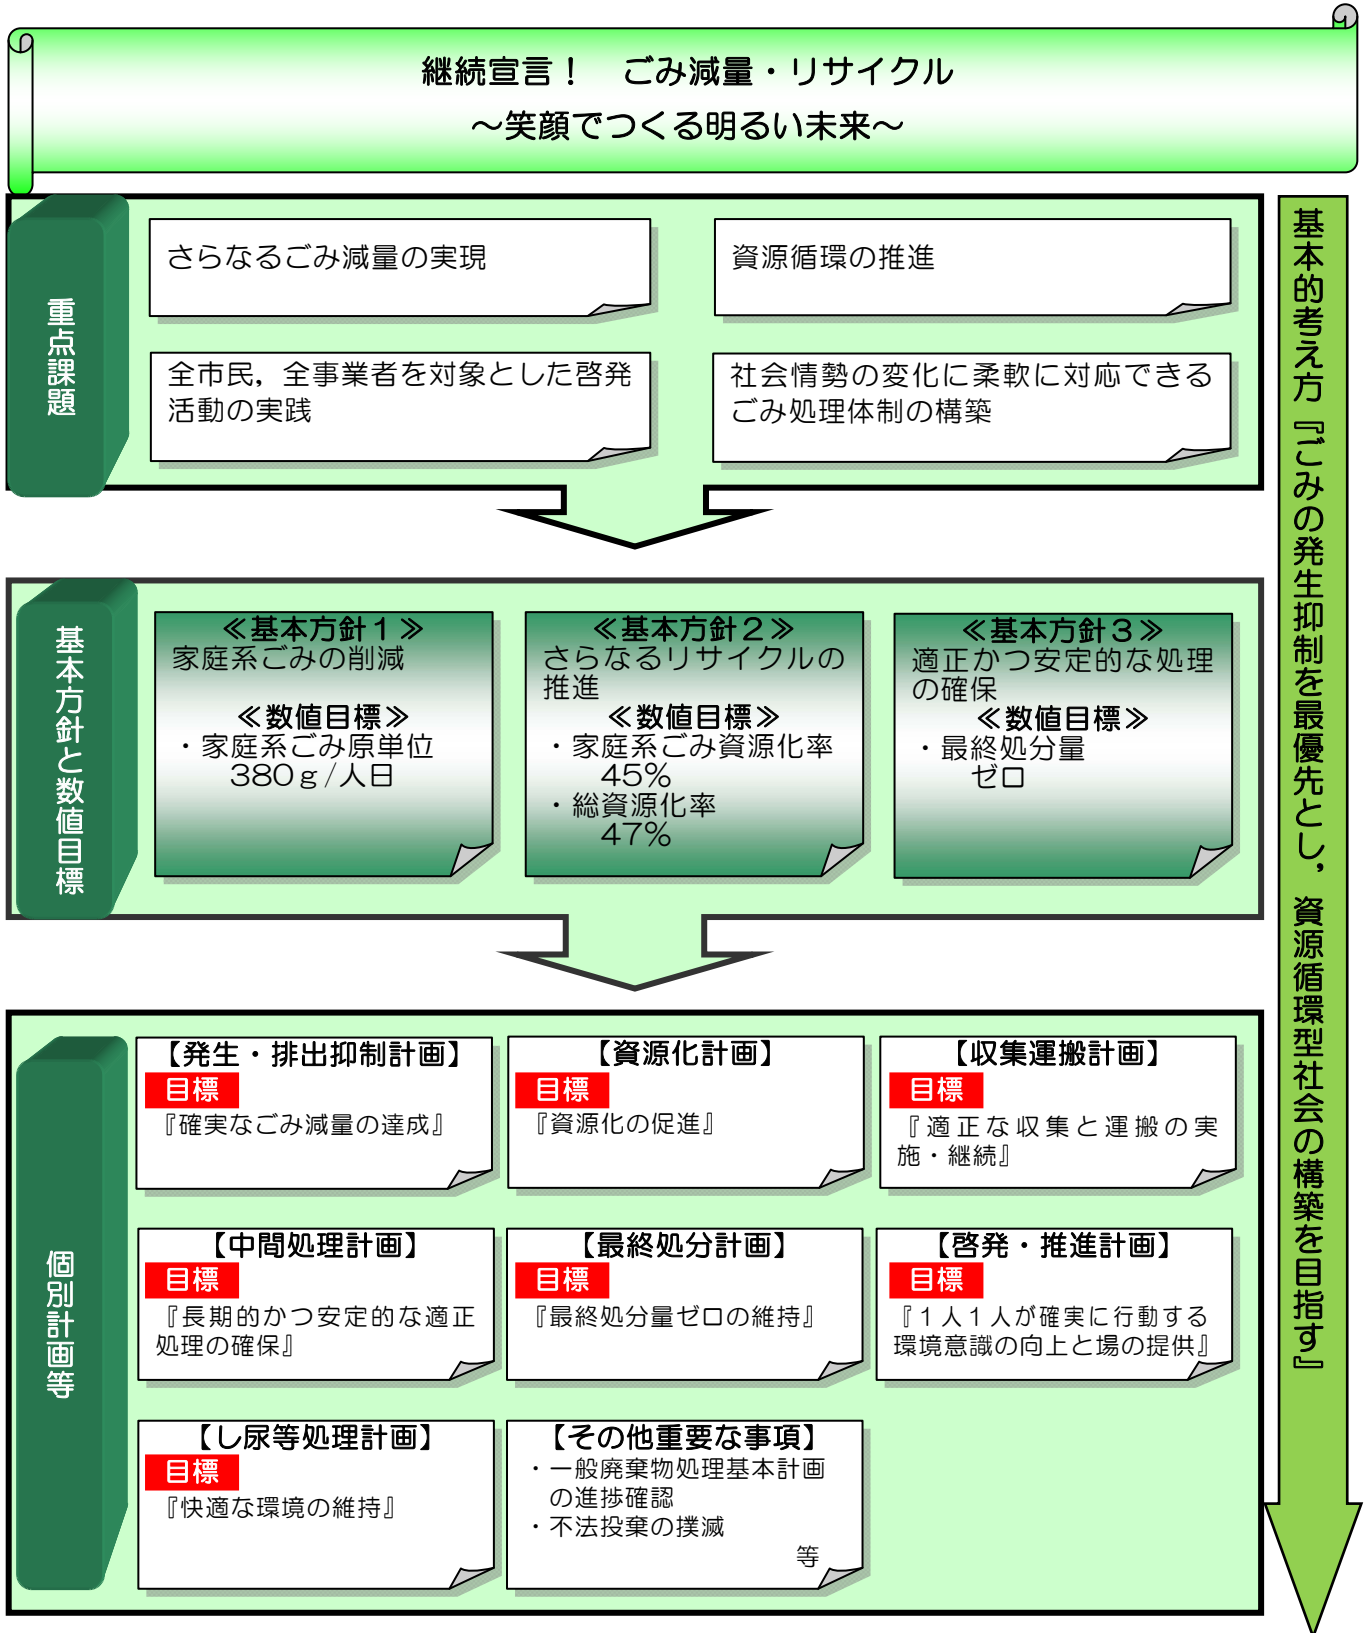 継続宣言!　ごみ減量・リサイクル
～笑顔でつくる明るい未来～
重点課題
さらなるごみ減量の実現
資源循環の推進
全市民，全事業者を対象とした啓発
活動の実践
社会情勢の変化に柔軟に対応できる
ごみ処理体制の構築
基本的考え方『ごみの発生抑制を最優先とし，資源循環型社会の構築を目指す』
基本方針と数値目標
≪基本方針１≫
家庭系ごみの削減
≪数値目標≫
・家庭系ごみ原単位
380ｇ/人日
≪基本方針２≫
さらなるリサイクルの
推進
≪数値目標≫
・家庭系ごみ資源化率
45％
・総資源化率
47％
≪基本方針３≫
適正かつ安定的な処理
の確保
≪数値目標≫
・最終処分量
ゼロ
個別計画等
【発生・排出抑制計画】
目標
『確実なごみ減量の達成』
【資源化計画】
目標
『資源化の促進』
【収集運搬計画】
目標
『適正な収集と運搬の実
施・継続』
【中間処理計画】
目標
『長期的かつ安定的な適正
処理の確保』
【最終処分計画】
目標
『最終処分量ゼロの維持』
【啓発・推進計画】
目標
『１人１人が確実に行動する
環境意識の向上と場の提供』
【し尿等処理計画】
目標
『快適な環境の維持』
【その他重要な事項】
・一般廃棄物処理基本計画
の進捗確認
・不法投棄の撲滅
等